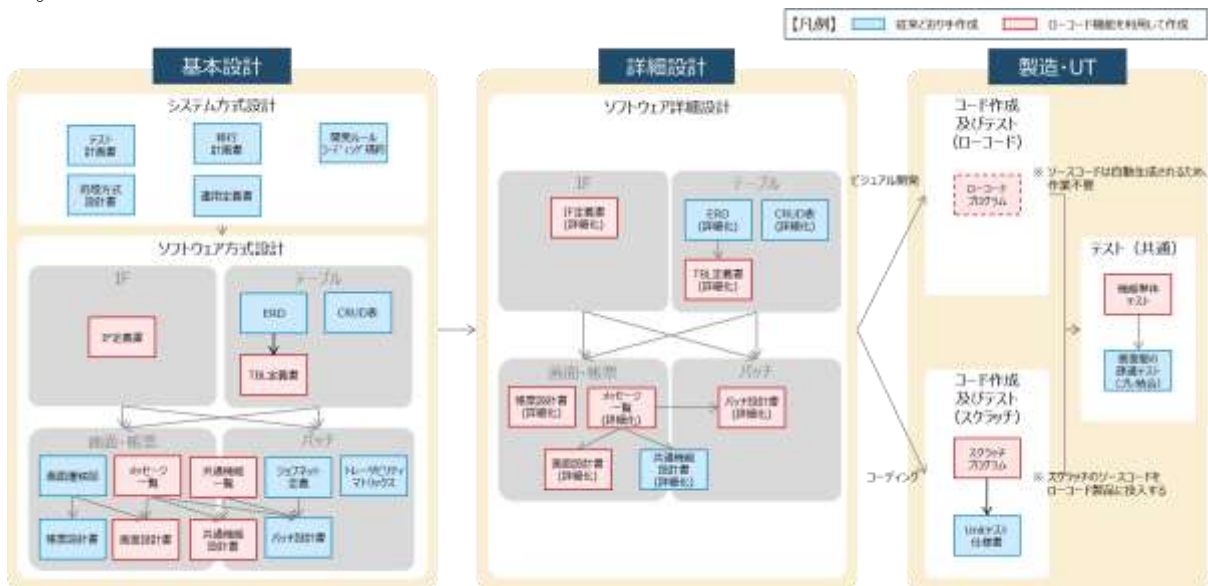 【凡例】 従来どおり手作成 ローコード機能を利用して作成
基本設計
システム方式設計
テスト
計画書
移行
計画書
開発ルール
コーディング規約
処理方式
設計書
運用定義書
ソフトウェア方式設計
IF
IF定義書
テーブル
ERD
CRUD表
TBL定義書
画面・帳票
画面遷移図
メッセージ
一覧
帳票設計書
画面設計書
バッチ
共通機能
一覧
ジョブネット
定義
トレーサビリティ
マトリックス
共通機能
設計書
バッチ設計書
詳細設計
ソフトウェア詳細設計
IF
IF定義書
(詳細化)
テーブル
ERD
(詳細化)
CRUD表
(詳細化)
TBL定義書
(詳細化)
画面・帳票
帳票設計書
(詳細化)
メッセージ
一覧
(詳細化)
画面設計書
(詳細化)
バッチ
バッチ設計書
(詳細化)
共通機能
設計書
(詳細化)
ビジュアル開発
コーディング
製造・UT
コード作成
及びテスト
(ローコード)
ローコード
プログラム
※ ソースコードは自動生成されるため、
作業不要
コード作成
及びテスト
(スクラッチ)
スクラッチ
プログラム
Unitテスト
仕様書
※ スクラッチのソースコードを
ローコード製品に投入する
テスト(共通)
機能単体
テスト
画面間の
疎通テスト